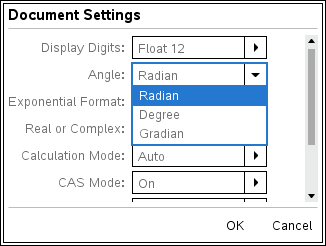 Document Settings
Display Digits: Float 12
Angle: Radian
Radian
Exponential Format:
Degree
Real or Complex:
Gradian
Calculation Mode: Auto
CAS Mode: On
OK Cancel